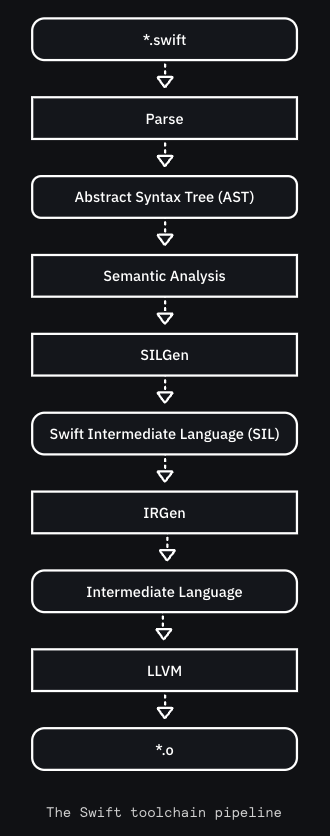 *.swift
Parse
Abstract Syntax Tree (AST)
Semantic Analysis
SILGen
Swift Intermediate Language (SIL)
IRGen
Intermediate Language
LLVM
*.o
The Swift toolchain pipeline